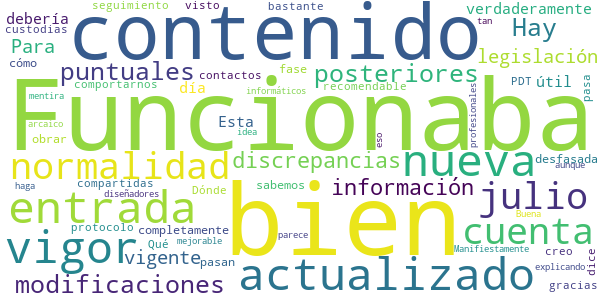 debería seguimiento visto bastante verdaderamente
custodias contenido tan Hay
Para legislación
cómo puntuales contactos fase posteriores
comportarnos día recomendable PDT útil pasa
mentira Funcionaba informáticos profesionales
arcaico Esta idea
obrar eso
normalidad discrepancias nueva desfasada
aunque
haga compartidas Dónde sabemos información julio
diseñadores
entrada bien Buena
protocolo completamente cuenta
Qué mejorable parece Manifiestamente
vigor vigente pasan actualizado creo dice
explicando
modificaciones gracias